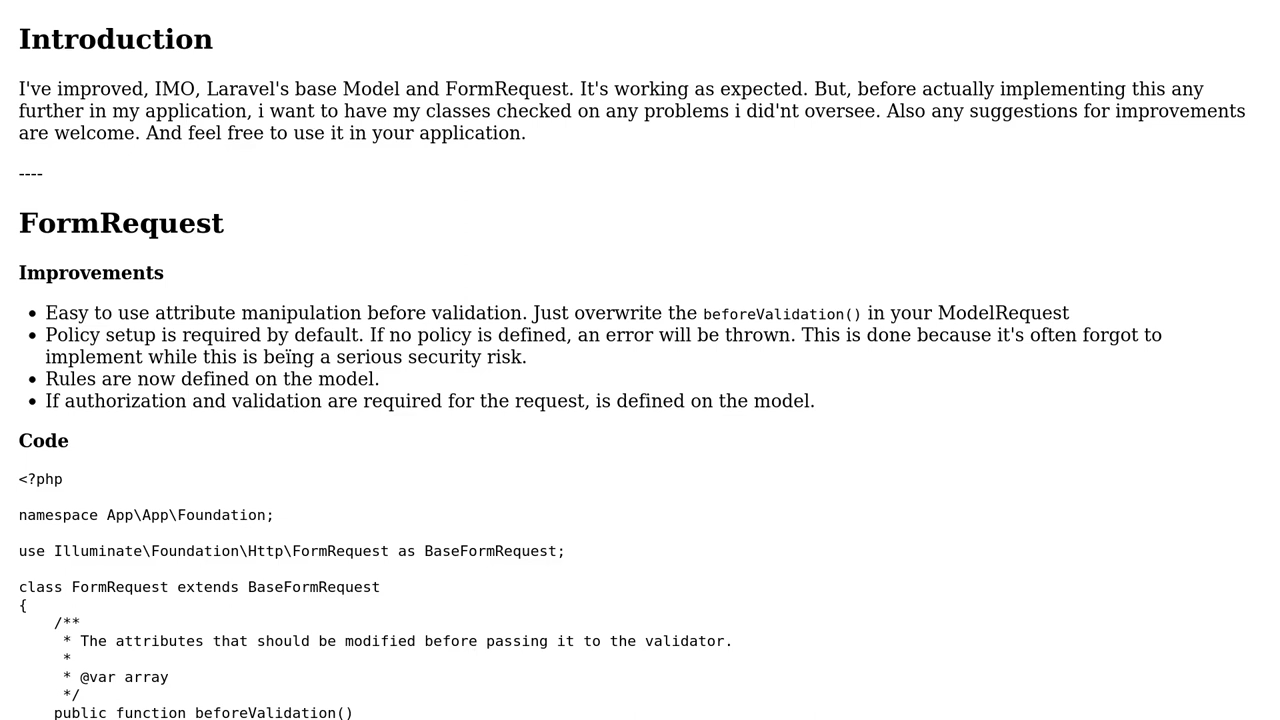 Introduction
I've improved, IMO, Laravel's base Model and FormRequest. It's working as expected. But, before actually implementing this any
further in my application, i want to have my classes checked on any problems i did'nt oversee. Also any suggestions for improvements
are welcome. And feel free to use it in your application.
----
FormRequest
Improvements
• Easy to use attribute manipulation before validation. Just overwrite the beforeValidation() in your ModelRequest
• Policy setup is required by default. If no policy is defined, an error will be thrown. This is done because it's often forgot to
implement while this is beïng a serious security risk.
• Rules are now defined on the model.
• If authorization and validation are required for the request, is defined on the model.
Code
<?php
namespace App\App\Foundation;
use Illuminate\Foundation\Http\FormRequest as BaseFormRequest;
class FormRequest extends BaseFormRequest
{
    /**
     * The attributes that should be modified before passing it to the validator.
     *
     * @var array
     */
    public function beforeValidation()